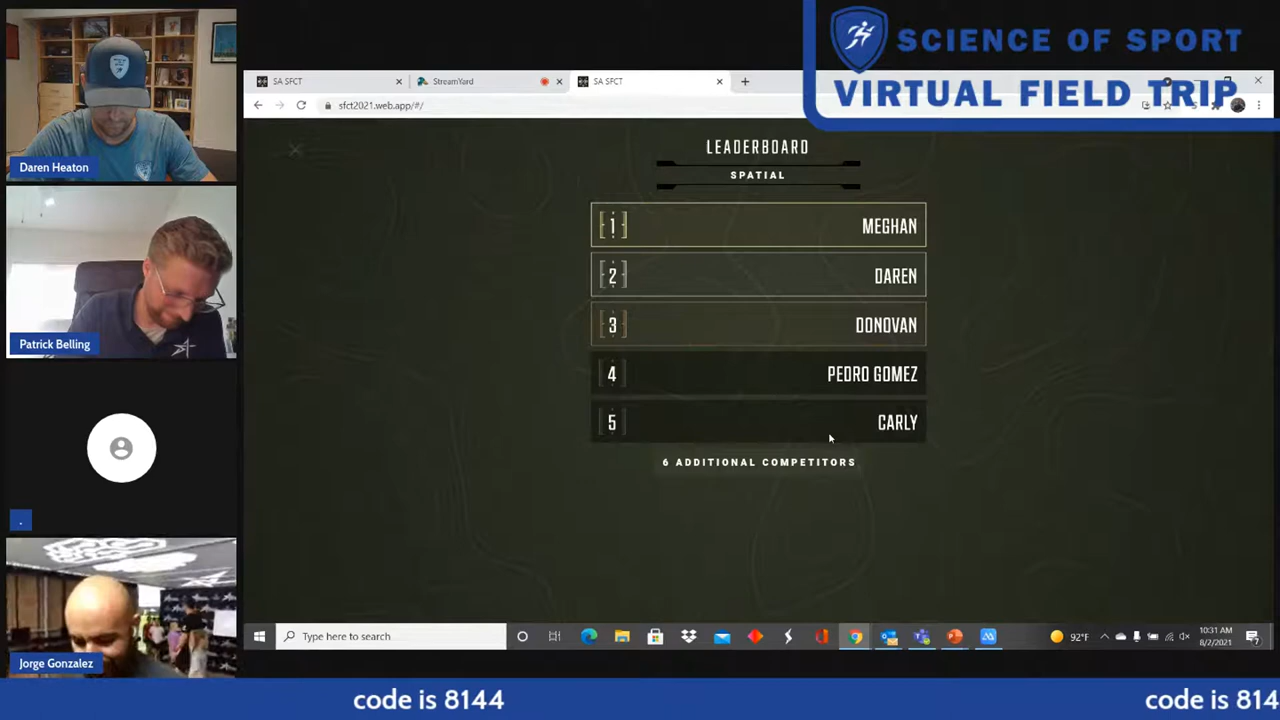 SCIENCE OF SPORT
VIRTUAL FIELD TRIP
SA SFCT
StreamYard
SA SFCT
sfct2021.web.app/#/
Daren Heaton
Patrick Belling
.
Jorge Gonzalez
LEADERBOARD
SPATIAL
1 MEGHAN
2 DAREN
3 DONOVAN
4 PEDRO GOMEZ
5 CARLY
6 ADDITIONAL COMPETITORS
Type here to search
92°F
10:31 AM
8/2/2021
code is 8144
code is 814